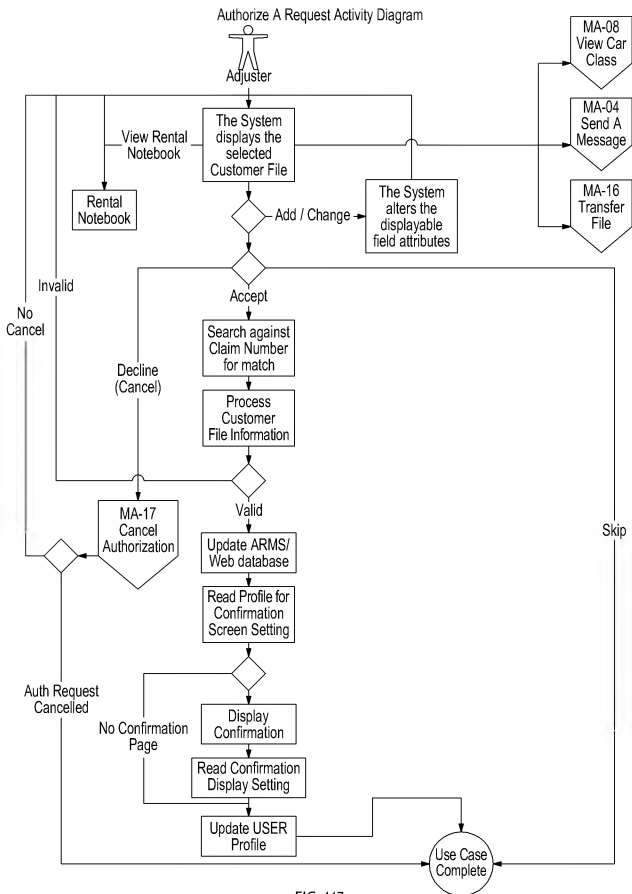 Authorize A Request Activity Diagram
Adjuster
MA-08
View Car
Class
The System
displays the
selected
Customer File
View Rental
Notebook
MA-04
Send A
Message
Rental
Notebook
Add / Change
The System
alters the
displayable
field attributes
MA-16
Transfer
File
Invalid
No
Cancel
Accept
Search against
Claim Number
for match
Decline
(Cancel)
Process
Customer
File Information
Valid
MA-17
Cancel
Authorization
Skip
Update ARMS/
Web database
Read Profile for
Confirmation
Screen Setting
Auth Request
Cancelled
No Confirmation
Page
Display
Confirmation
Read Confirmation
Display Setting
Update USER
Profile
Use Case
Complete